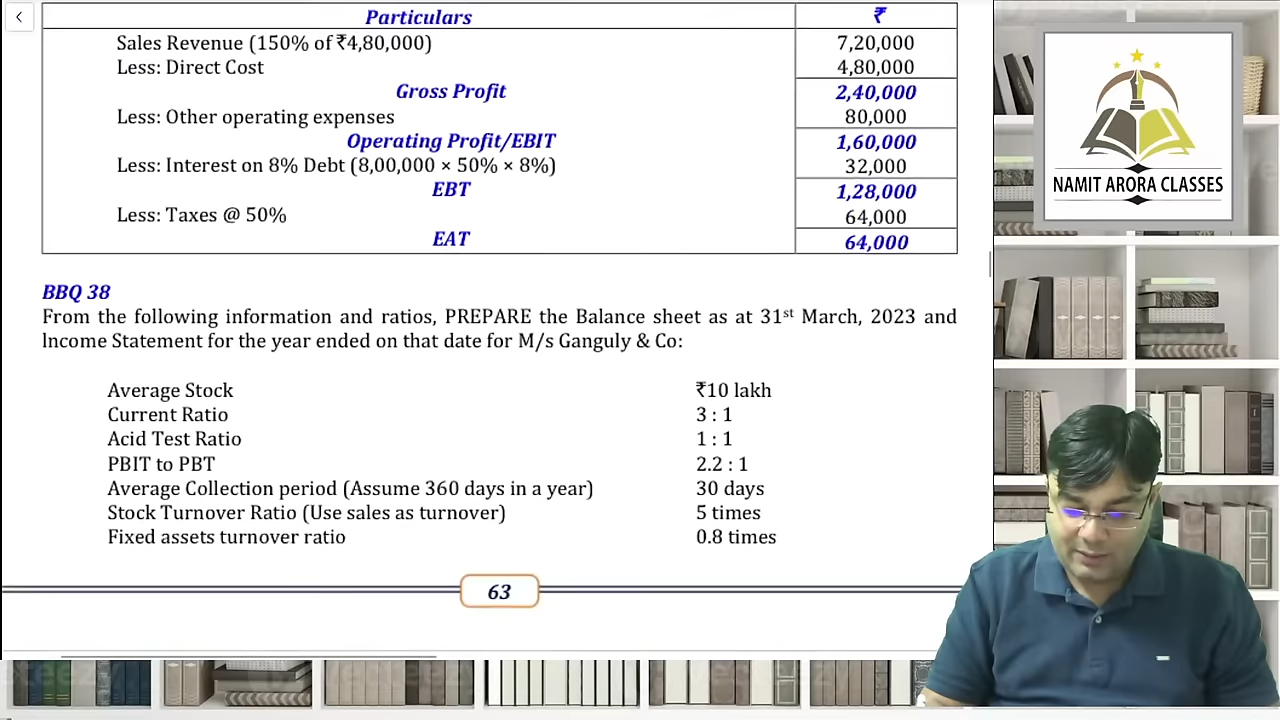 Particulars ₹
Sales Revenue (150% of ₹4,80,000) 7,20,000
Less: Direct Cost 4,80,000
Gross Profit 2,40,000
Less: Other operating expenses 80,000
Operating Profit/EBIT 1,60,000
Less: Interest on 8% Debt (8,00,000 × 50% × 8%) 32,000
EBT 1,28,000
Less: Taxes @ 50% 64,000
EAT 64,000
BBQ 38
From the following information and ratios, PREPARE the Balance sheet as at 31st March, 2023 and
Income Statement for the year ended on that date for M/s Ganguly & Co:
Average Stock ₹10 lakh
Current Ratio 3 : 1
Acid Test Ratio 1 : 1
PBIT to PBT 2.2 : 1
Average Collection period (Assume 360 days in a year) 30 days
Stock Turnover Ratio (Use sales as turnover) 5 times
Fixed assets turnover ratio 0.8 times
63
NAMIT ARORA CLASSES